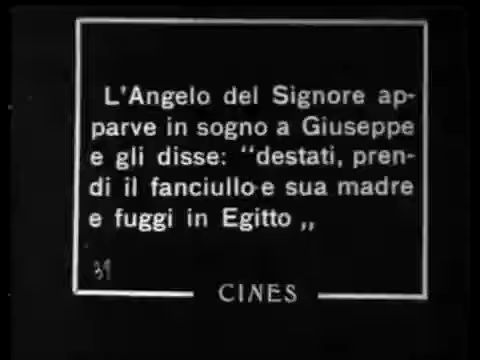 L'Angelo del Signore ap-
parve in sogno a Giuseppe
e gli disse: “destati, pren-
di il fanciullo e sua madre
e fuggi in Egitto „
31
CINES